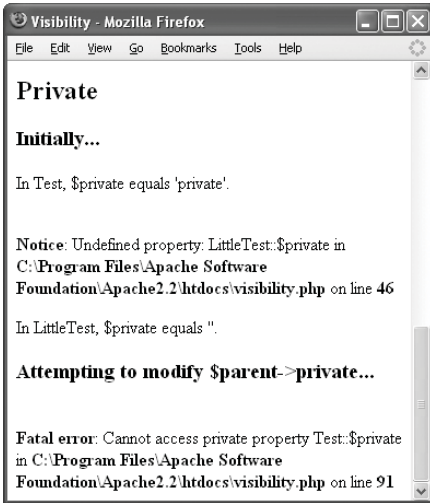 Visibility - Mozilla Firefox
File Edit View Go Bookmarks Tools Help
Private
Initially...
In Test, $private equals 'private'.
Notice: Undefined property: LittleTest::$private in
C:\Program Files\Apache Software
Foundation\Apache2.2\htdocs\visibility.php on line 46
In LittleTest, $private equals ''.
Attempting to modify $parent->private...
Fatal error: Cannot access private property Test::$private
in C:\Program Files\Apache Software
Foundation\Apache2.2\htdocs\visibility.php on line 91